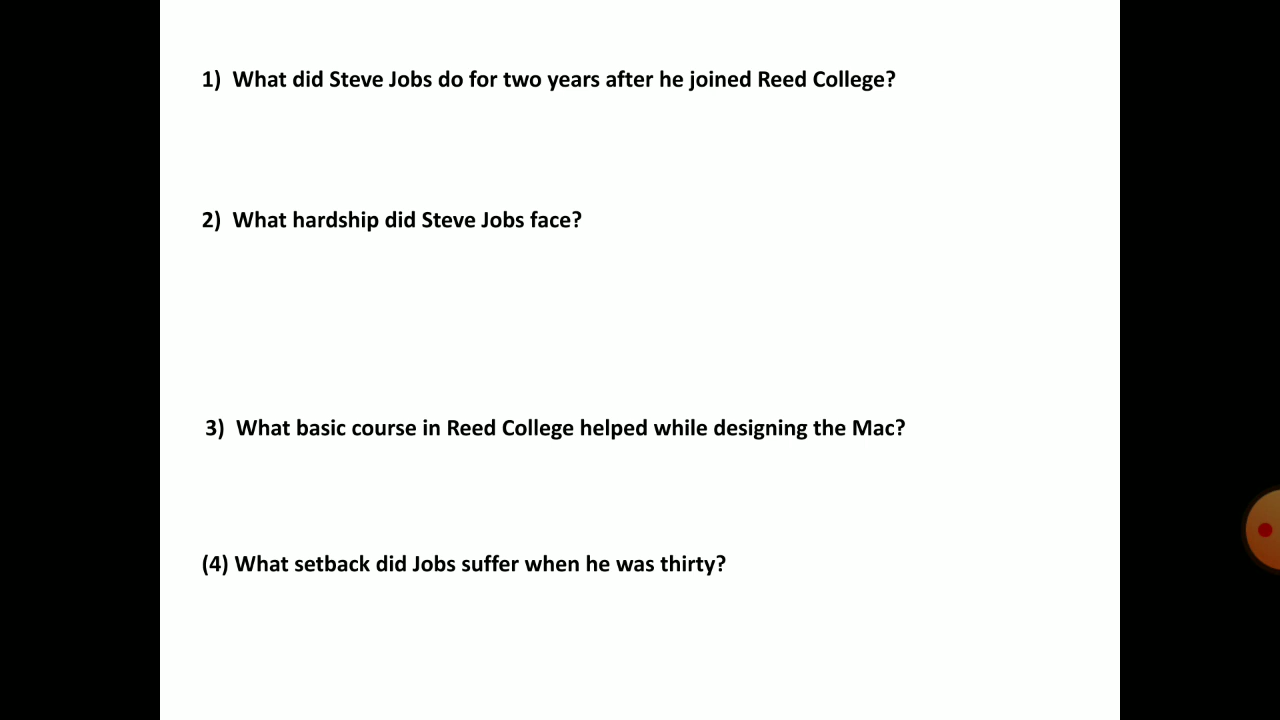 1)  What did Steve Jobs do for two years after he joined Reed College?
2)  What hardship did Steve Jobs face?
3)  What basic course in Reed College helped while designing the Mac?
(4) What setback did Jobs suffer when he was thirty?